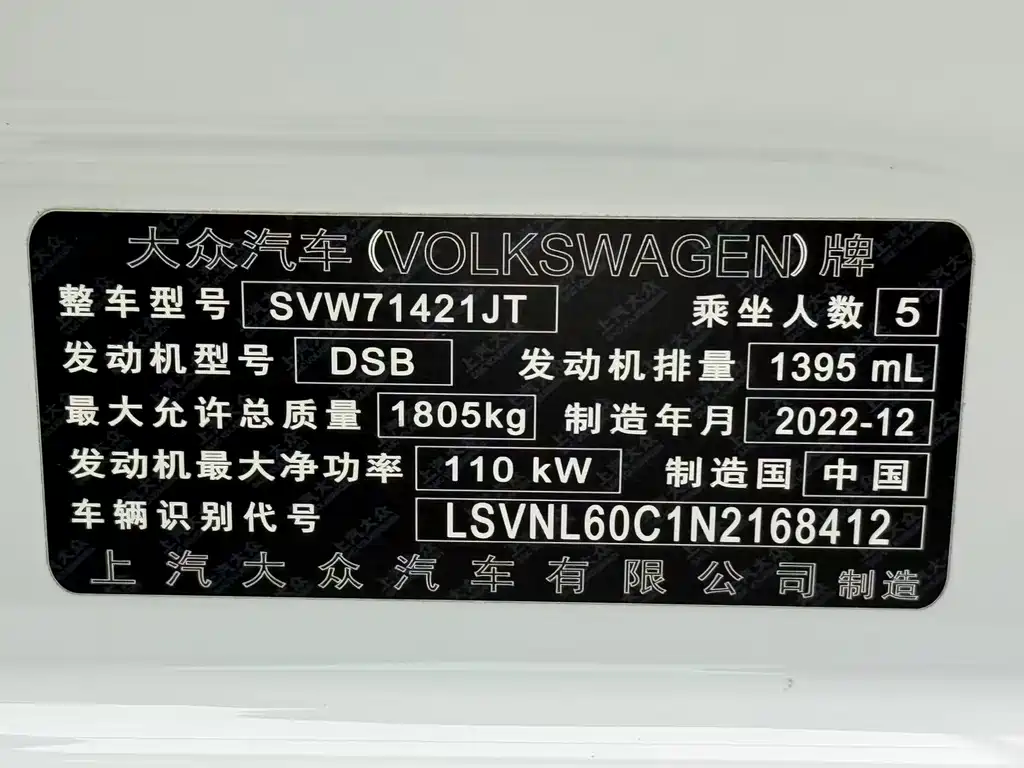 大众汽车(VOLKSWAGEN)牌
整车型号 SVW71421JT 乘坐人数 5
发动机型号 DSB 发动机排量 1395 mL
最大允许总质量 1805kg 制造年月 2022-12
发动机最大净功率 110 kW 制造国 中国
车辆识别代号 LSVNL60C1N2168412
上汽大众汽车有限公司制造